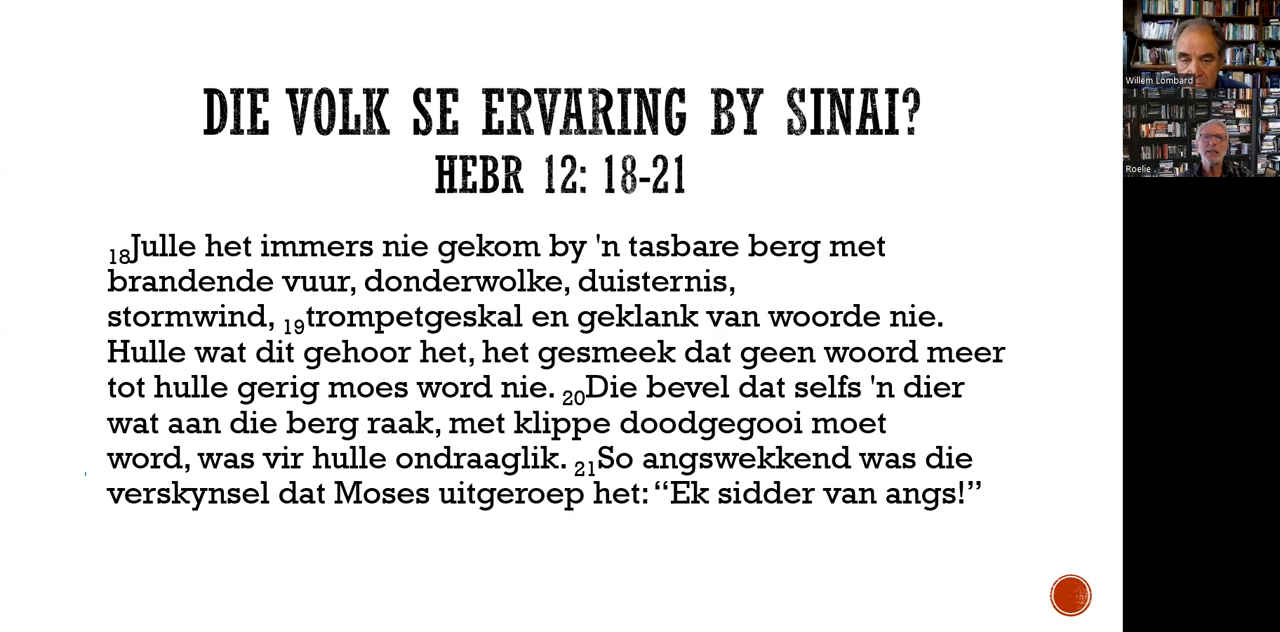 DIE VOLK SE ERVARING BY SINAI?
HEBR 12: 18-21
18Julle het immers nie gekom by 'n tasbare berg met
brandende vuur, donderwolke, duisternis,
stormwind, 19trompetgeskal en geklank van woorde nie.
Hulle wat dit gehoor het, het gesmeek dat geen woord meer
tot hulle gerig moes word nie. 20Die bevel dat selfs 'n dier
wat aan die berg raak, met klippe doodgegooi moet
word, was vir hulle ondraaglik. 21So angswekkend was die
verskynsel dat Moses uitgeroep het: “Ek sidder van angs!”
Willem Lombard
Roelie .